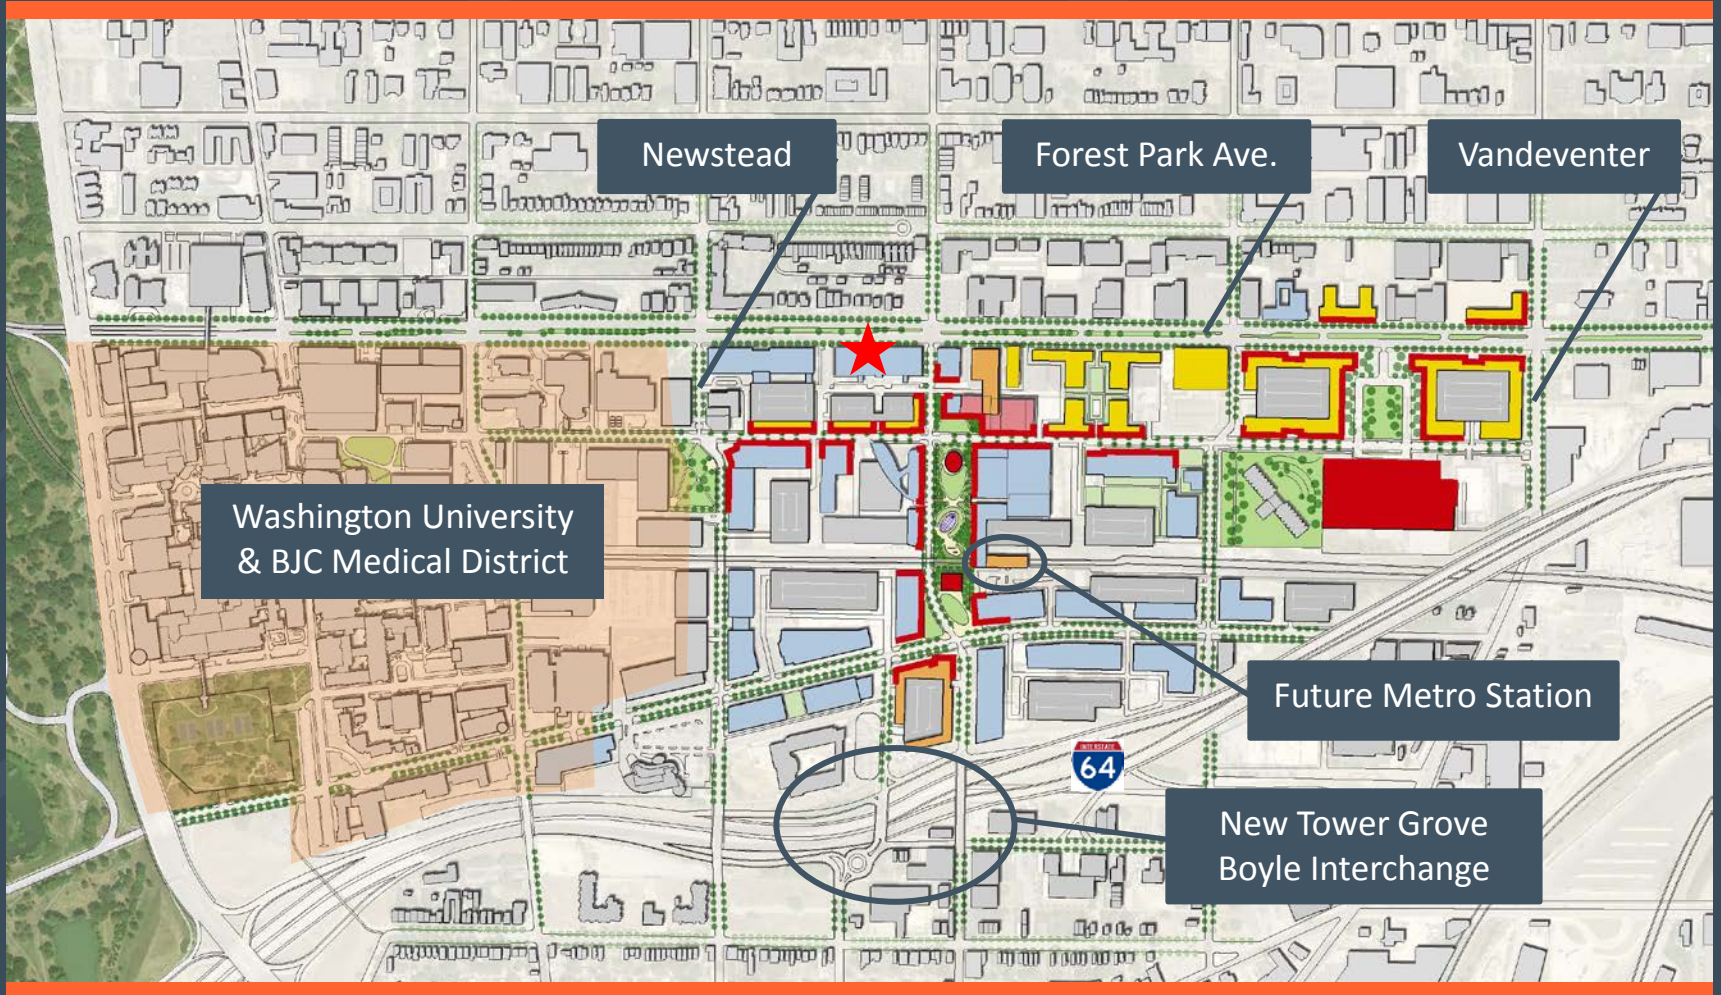 Newstead
Forest Park Ave.
Vandeventer
Washington University
& BJC Medical District
Future Metro Station
INTERSTATE
64
New Tower Grove
Boyle Interchange